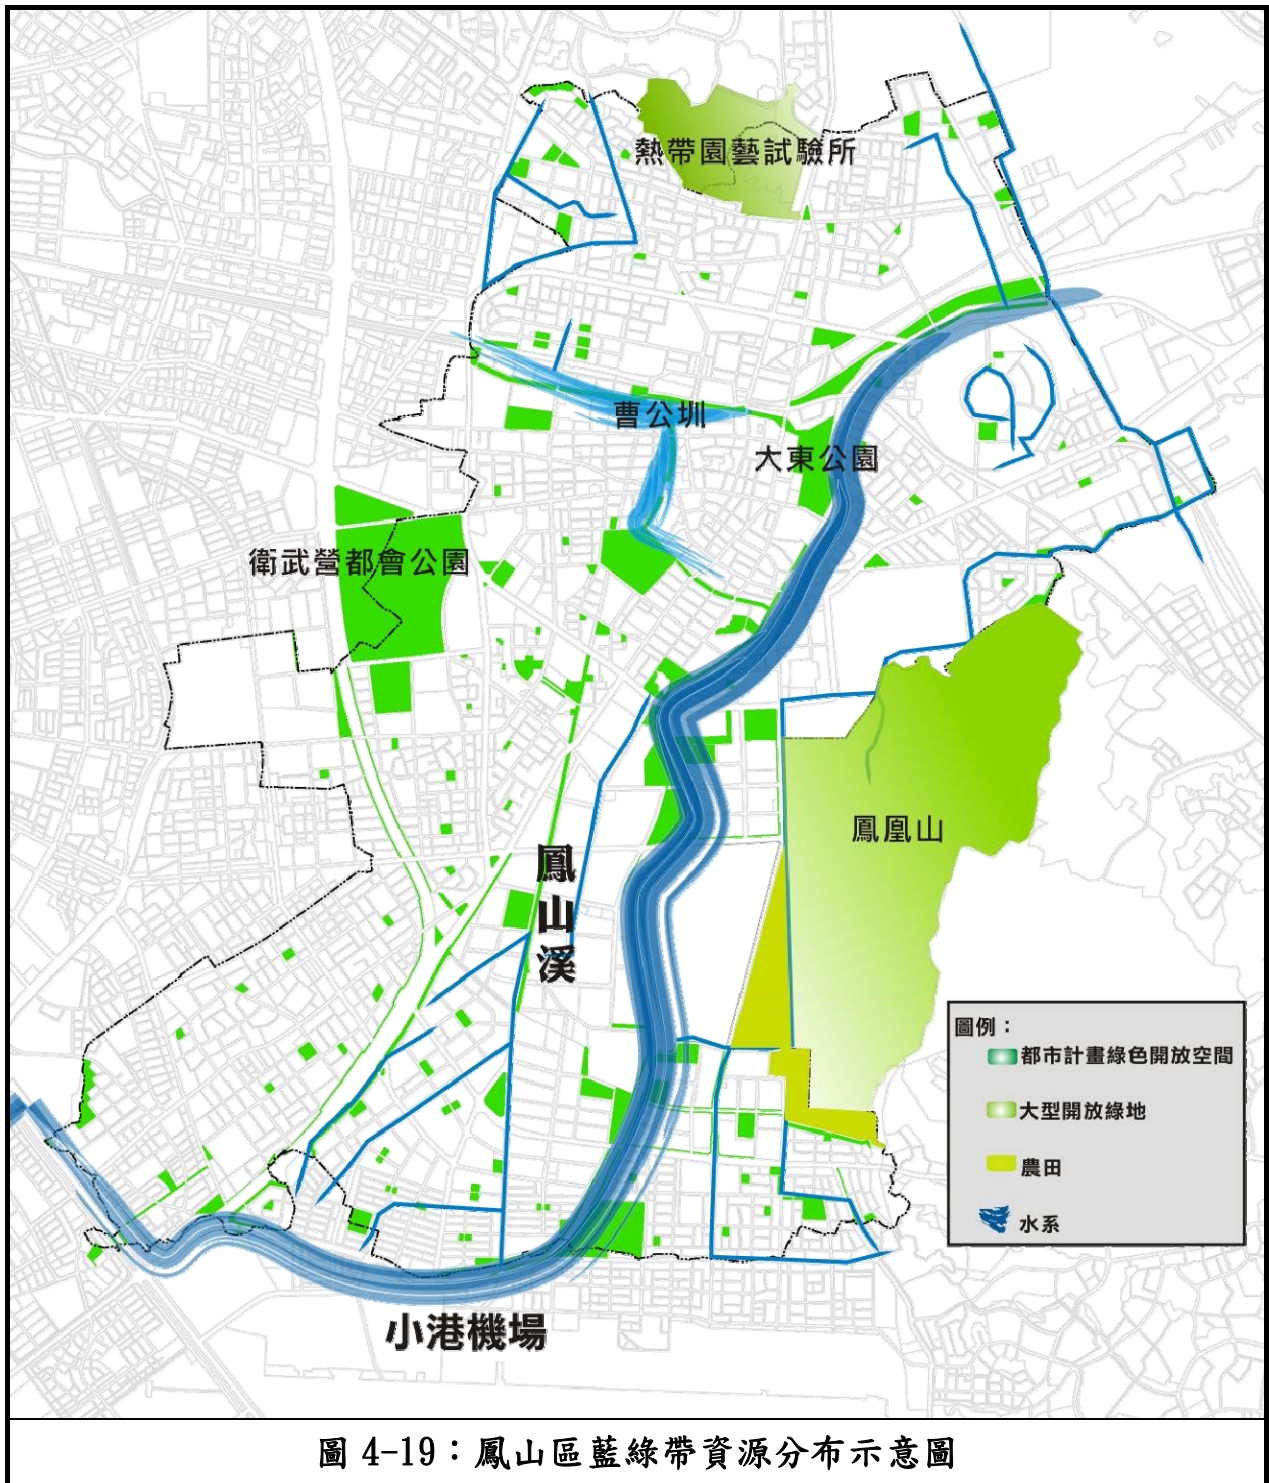 熱帶園藝試驗所
曹公圳
大東公園
衛武營都會公園
鳳凰山
鳳山溪
圖例：
都市計畫綠色開放空間
大型開放綠地
農田
水系
小港機場
圖 4-19：鳳山區藍綠帶資源分布示意圖